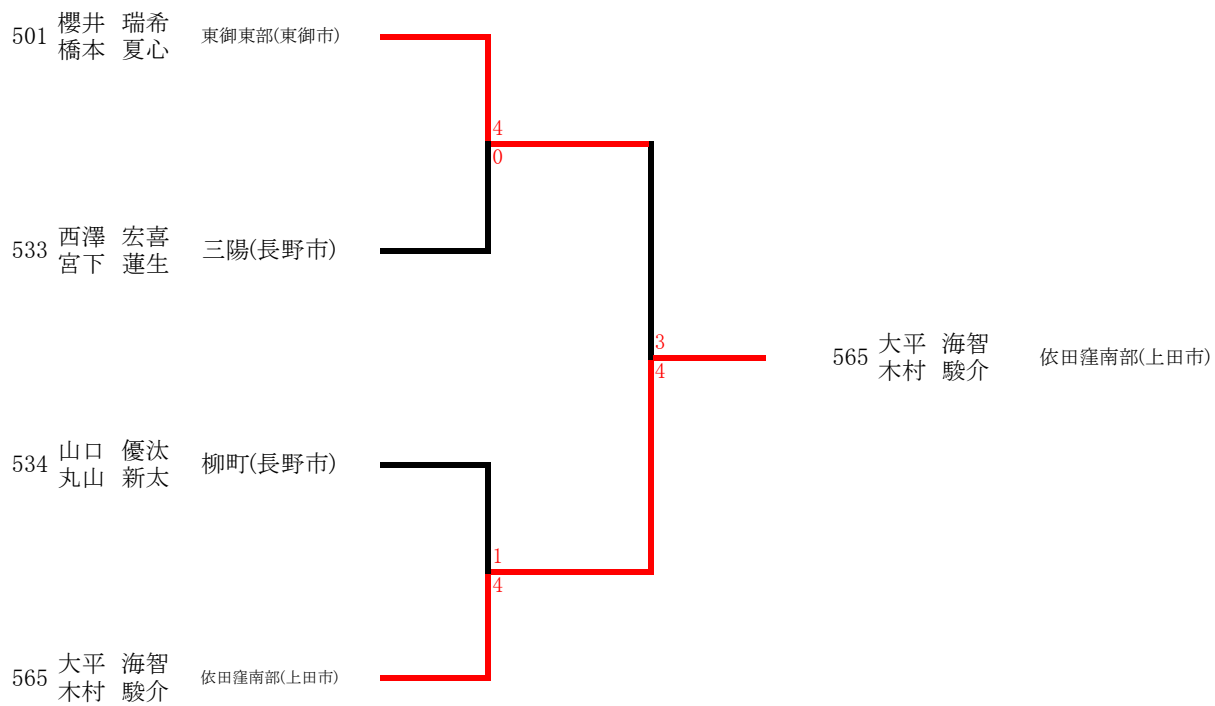 501 櫻井 瑞希 東御東部(東御市)
橋本 夏心
4
0
533 西澤 宏喜 三陽(長野市)
宮下 蓮生
3
4
565 大平 海智 依田窪南部(上田市)
木村 駿介
534 山口 優汰 柳町(長野市)
丸山 新太
1
4
565 大平 海智 依田窪南部(上田市)
木村 駿介